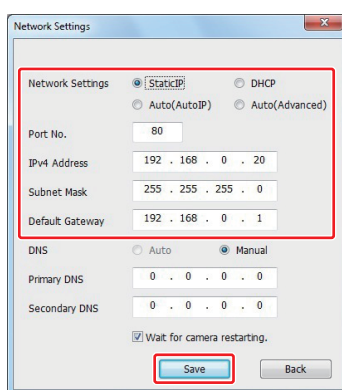 Network Settings
Network Settings StaticIP DHCP
Auto(AutoIP) Auto(Advanced)
Port No. 80
IPv4 Address 192 . 168 . 0 . 20
Subnet Mask 255 . 255 . 255 . 0
Default Gateway 192 . 168 . 0 . 1
DNS Auto Manual
Primary DNS 0 . 0 . 0 . 0
Secondary DNS 0 . 0 . 0 . 0
Wait for camera restarting.
Save Back